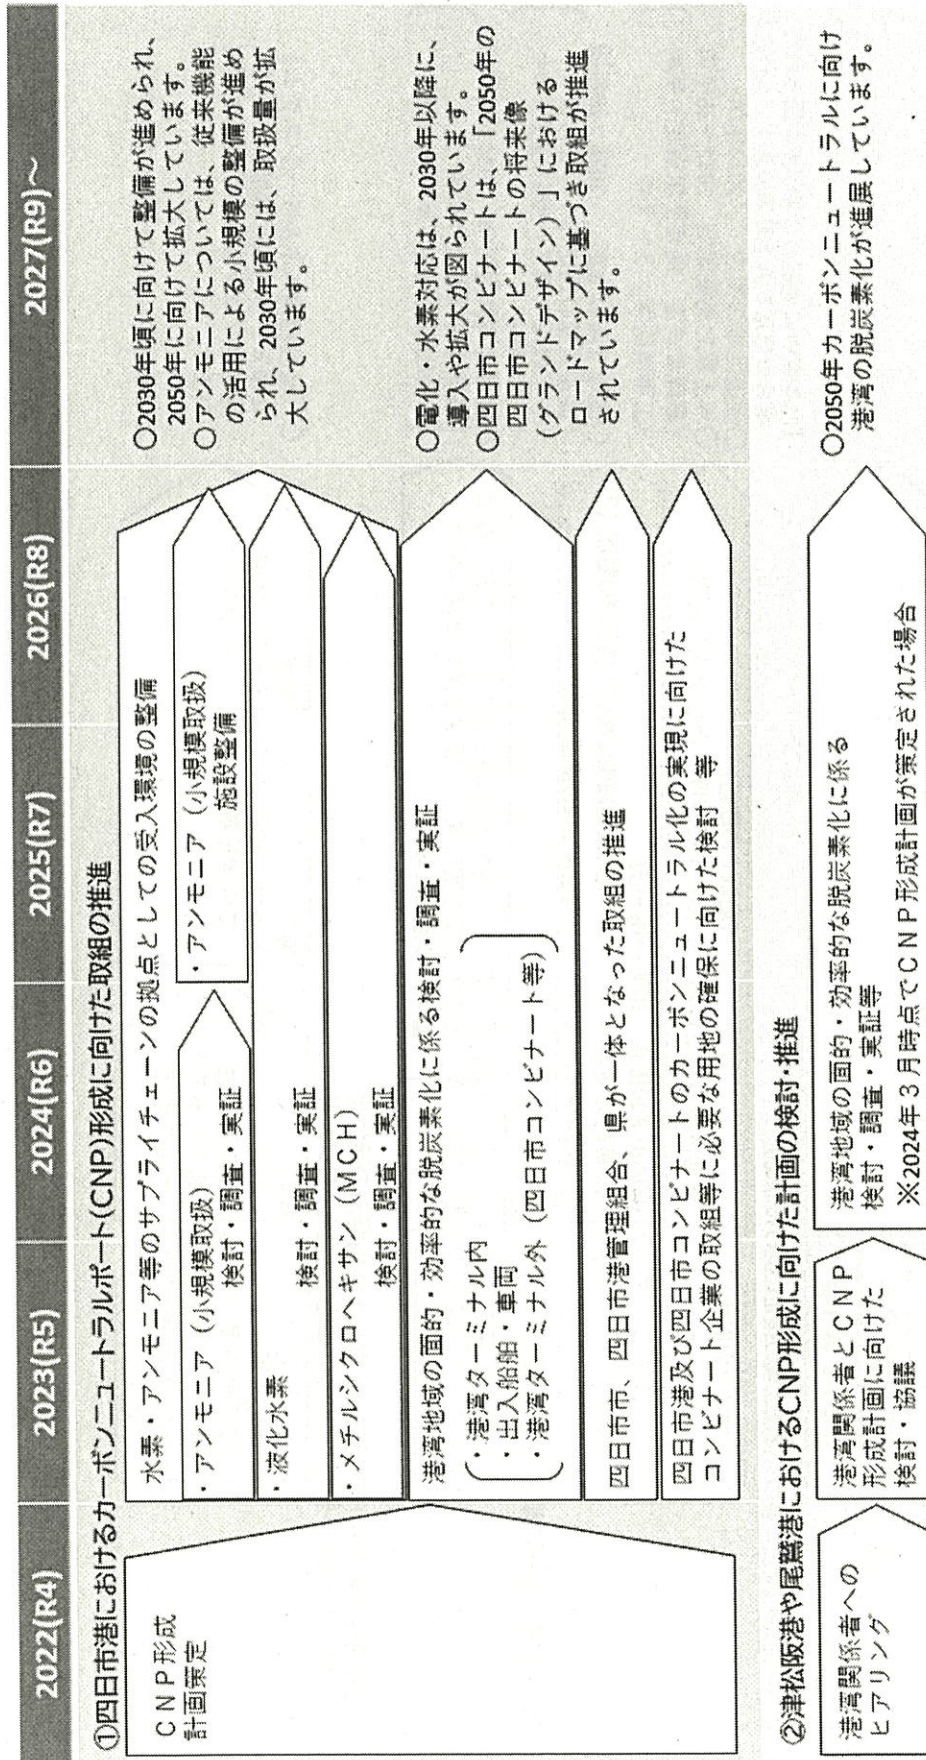 2022(R4)
2023(R5)
2024(R6)
2025(R7)
2026(R8)
2027(R9)～
①四日市港におけるカーボンニュートラルポート(CNP)形成に向けた取組の推進
ＣＮＰ形成
計画策定
水素・アンモニア等のサプライチェーンの拠点としての受入環境の整備
・アンモニア（小規模取扱）
検討・調査・実証
・アンモニア（小規模取扱）
施設整備
・液化水素
検討・調査・実証
・メチルシクロヘキサン（ＭＣＨ）
検討・調査・実証
港湾地域の面的・効率的な脱炭素化に係る検討・調査・実証
・港湾ターミナル内
・出入船舶・車両
・港湾ターミナル外（四日市コンビナート等）
四日市市、四日市港管理組合、県が一体となった取組の推進
四日市港及び四日市コンビナートのカーボンニュートラル化の実現に向けた
コンビナート企業の取組等に必要な用地の確保に向けた検討　等
〇2030年頃に向けて整備が進められ、
2050年に向けて拡大しています。
〇アンモニアについては、従来機能
の活用による小規模の整備が進め
られ、2030年頃には、取扱量が拡
大しています。
〇電化・水素対応は、2030年以降に、
導入や拡大が図られています。
〇四日市コンビナートは、「2050年の
四日市コンビナートの将来像
（グランドデザイン）」における
ロードマップに基づき取組が推進
されています。
②津松阪港や尾鷲港におけるCNP形成に向けた計画の検討・推進
港湾関係者への
ヒアリング
港湾関係者とＣＮＰ
形成計画に向けた
検討・協議
港湾地域の面的・効率的な脱炭素化に係る
検討・調査・実証等
※2024年３月時点でＣＮＰ形成計画が策定された場合
〇2050年カーボンニュートラルに向け
港湾の脱炭素化が進展しています。